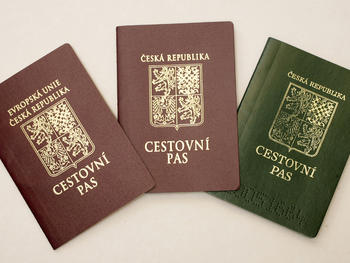 EVROPSKÁ UNIE
ČESKÁ REPUBLIKA
CESTOVNÍ
PAS
ČESKÁ REPUBLIKA
CESTOVNÍ
PAS
ČESKÁ REPUBLIKA
CESTOVNÍ
PAS